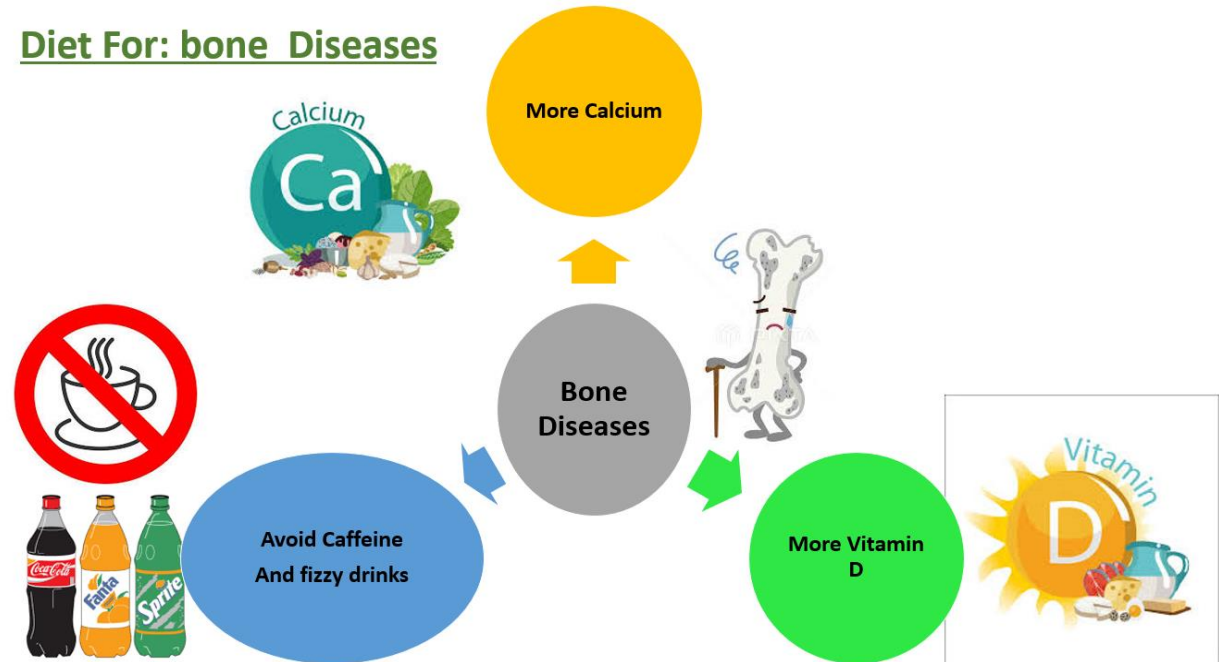 Diet For: bone Diseases
More Calcium
Calcium
Ca
Bone
Diseases
Avoid Caffeine
And fizzy drinks
Coca-Cola
Fanta
Sprite
More Vitamin
D
Vitamin
D